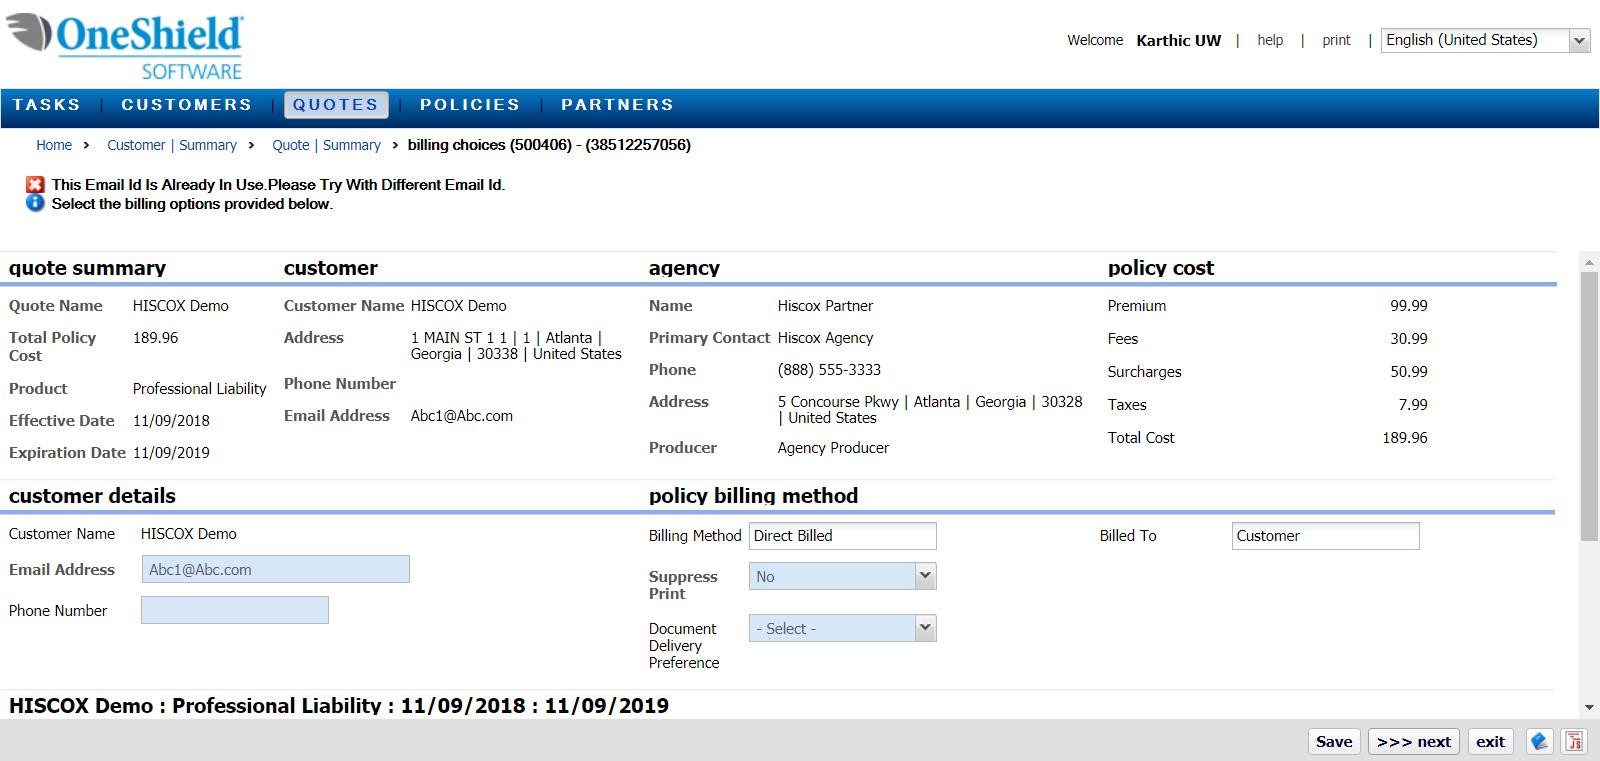 OneShield
SOFTWARE
Welcome Karthic UW | help | print | English (United States)
TASKS | CUSTOMERS | QUOTES | POLICIES | PARTNERS
Home › Customer | Summary › Quote | Summary › billing choices (500406) - (38512257056)
This Email Id Is Already In Use.Please Try With Different Email Id.
Select the billing options provided below.
quote summary
Quote Name HISCOX Demo
Total Policy Cost 189.96
Product Professional Liability
Effective Date 11/09/2018
Expiration Date 11/09/2019
customer
Customer Name HISCOX Demo
Address 1 MAIN ST 1 1 | 1 | Atlanta |
Georgia | 30338 | United States
Phone Number
Email Address Abc1@Abc.com
agency
Name Hiscox Partner
Primary Contact Hiscox Agency
Phone (888) 555-3333
Address 5 Concourse Pkwy | Atlanta | Georgia | 30328
| United States
Producer Agency Producer
policy cost
Premium 99.99
Fees 30.99
Surcharges 50.99
Taxes 7.99
Total Cost 189.96
customer details
Customer Name HISCOX Demo
Email Address Abc1@Abc.com
Phone Number
policy billing method
Billing Method Direct Billed
Billed To Customer
Suppress Print No
Document Delivery Preference - Select -
HISCOX Demo : Professional Liability : 11/09/2018 : 11/09/2019
Save >>> next exit JS